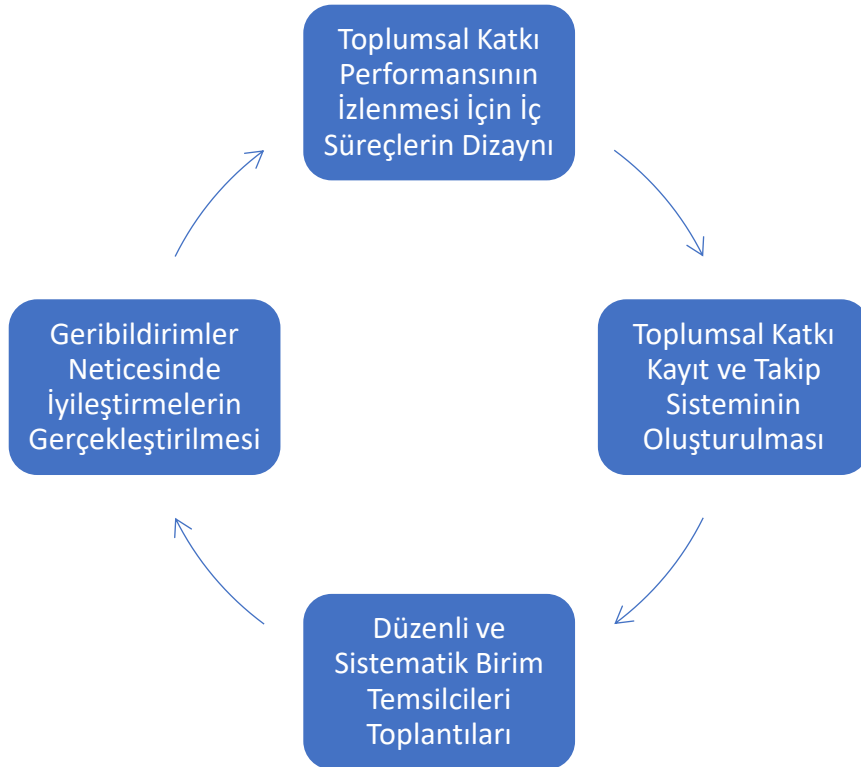 Toplumsal Katkı
Performansının
İzlenmesi İçin İç
Süreçlerin Dizaynı
Toplumsal Katkı
Kayıt ve Takip
Sisteminin
Oluşturulması
Düzenli ve
Sistematik Birim
Temsilcileri
Toplantıları
Geribildirimler
Neticesinde
İyileştirmelerin
Gerçekleştirilmesi